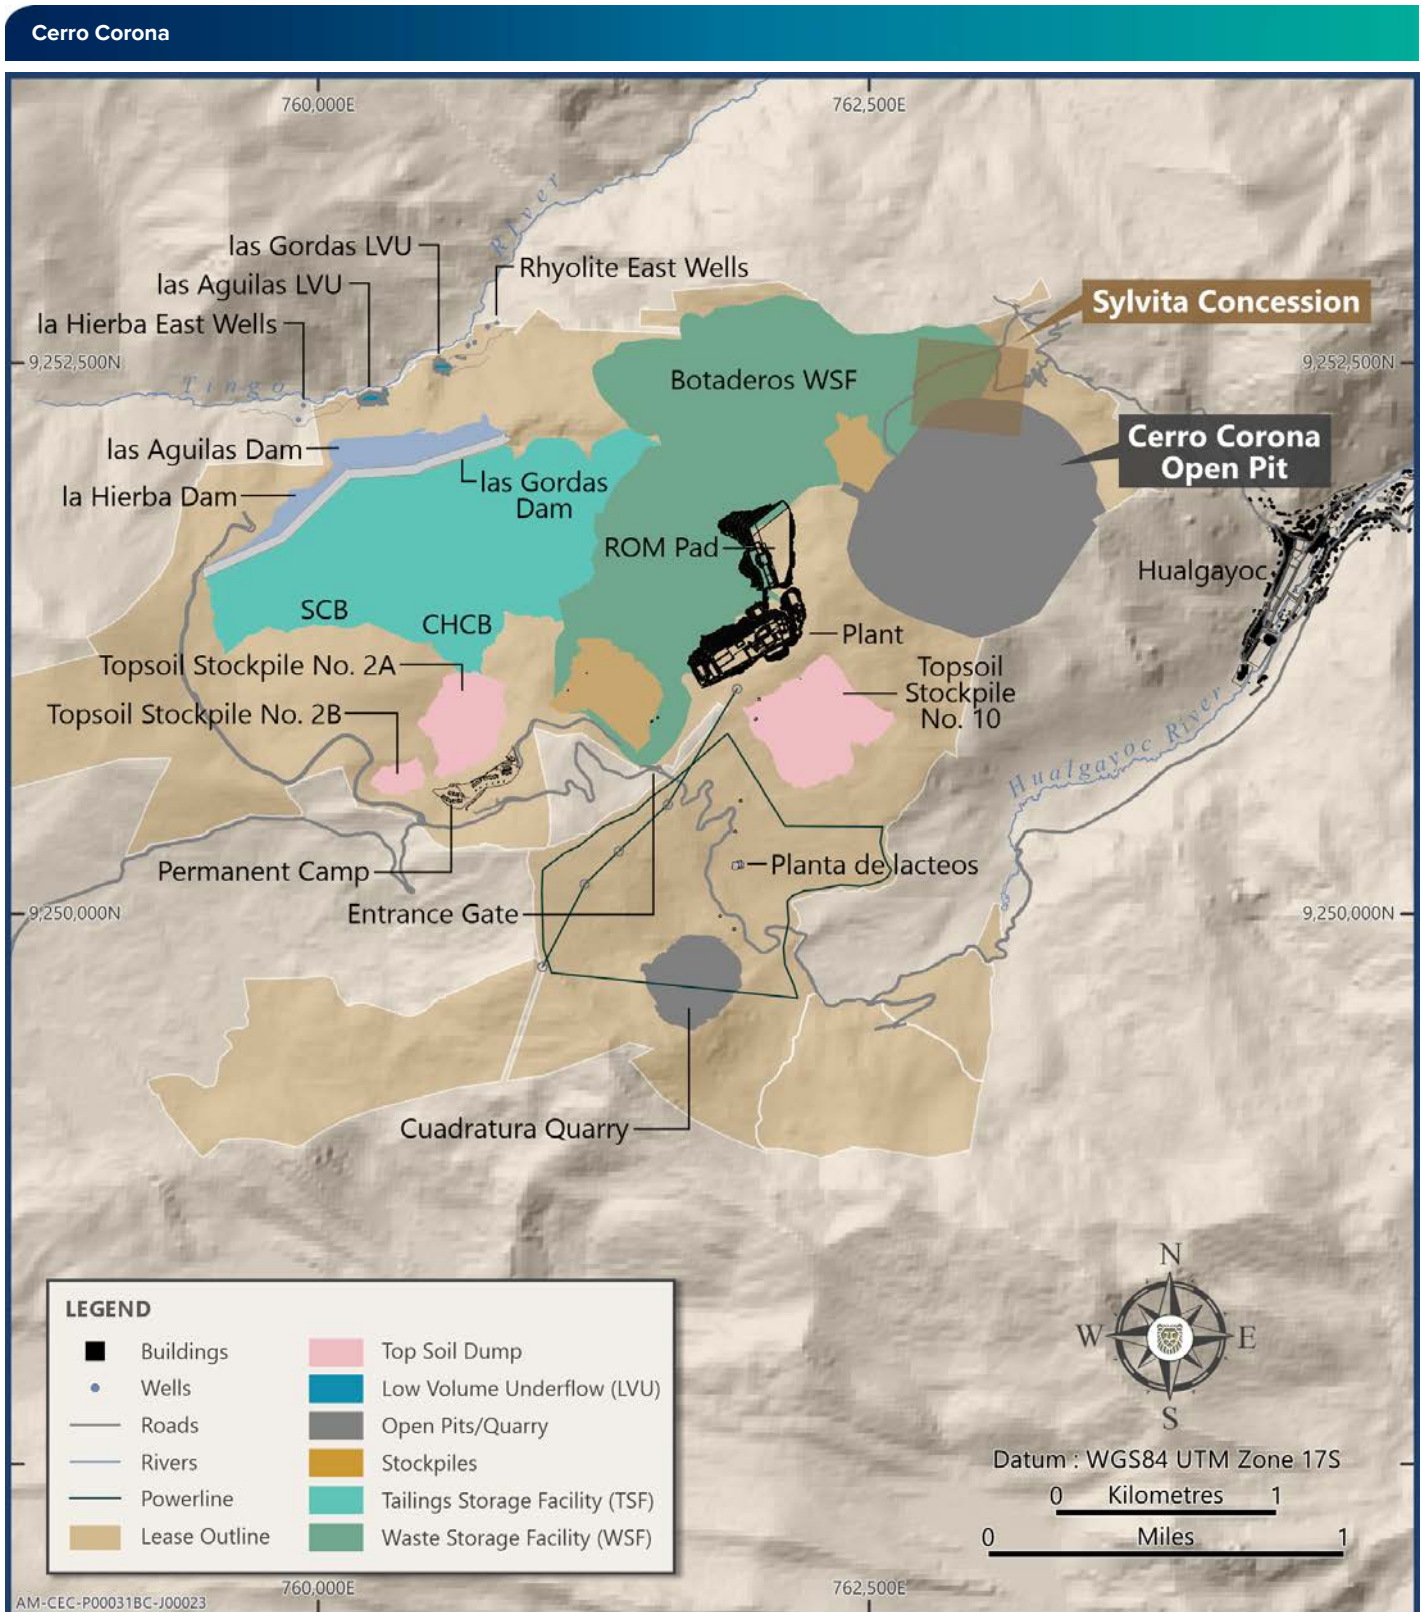 Cerro Corona
760,000E
762,500E
River
las Gordas LVU
Rhyolite East Wells
las Aguilas LVU
Sylvita Concession
la Hierba East Wells
9,252,500N
9,252,500N
Tingo
Botaderos WSF
las Aguilas Dam
Cerro Corona
Open Pit
la Hierba Dam
las Gordas
Dam
ROM Pad
Hualgayoc
SCB
CHCB
Plant
Topsoil Stockpile No. 2A
Topsoil
Stockpile
No. 10
Topsoil Stockpile No. 2B
Hualgayoc River
Permanent Camp
Planta de lacteos
Entrance Gate
9,250,000N
9,250,000N
Cuadratura Quarry
N
W
E
S
LEGEND
Buildings
Wells
Roads
Rivers
Powerline
Lease Outline
Top Soil Dump
Low Volume Underflow (LVU)
Open Pits/Quarry
Stockpiles
Tailings Storage Facility (TSF)
Waste Storage Facility (WSF)
Datum : WGS84 UTM Zone 17S
0 Kilometres 1
0 Miles 1
760,000E
762,500E
AM-CEC-P00031BC-J00023